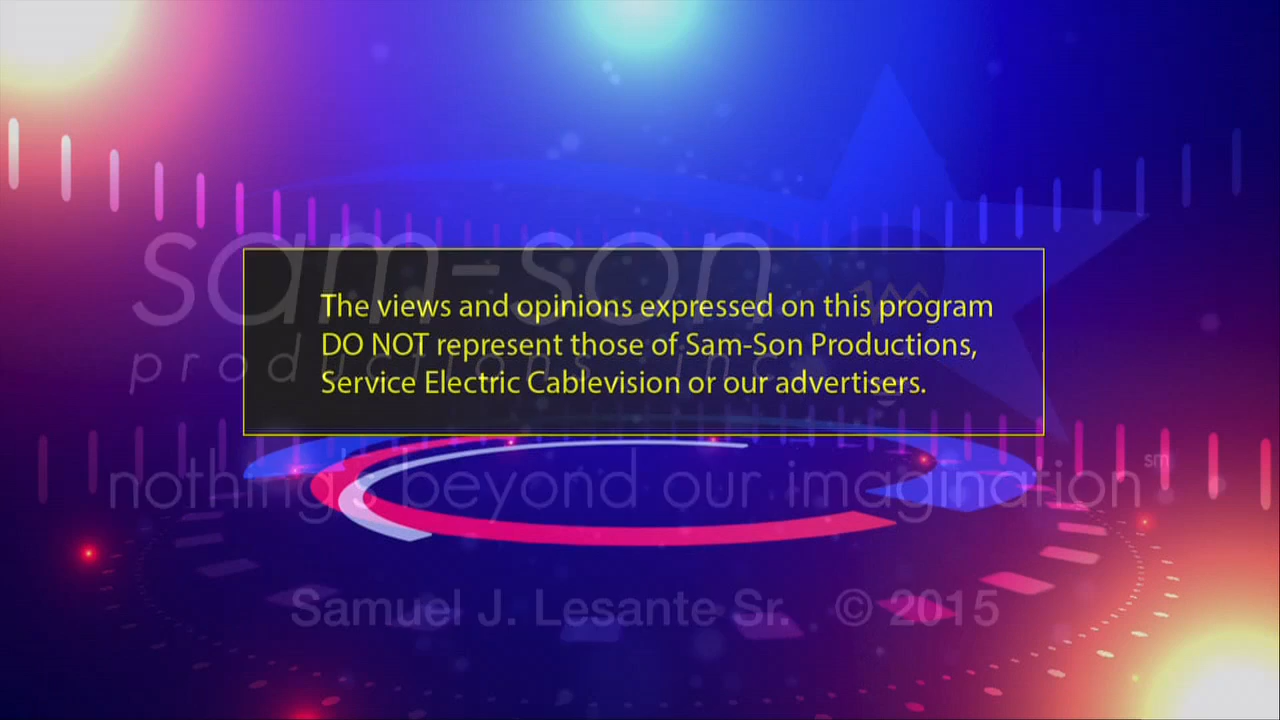 sam-son
productions, inc.
The views and opinions expressed on this program
DO NOT represent those of Sam-Son Productions,
Service Electric Cablevision or our advertisers.
nothing's beyond our imagination
sm
Samuel J. Lesante Sr. © 2015